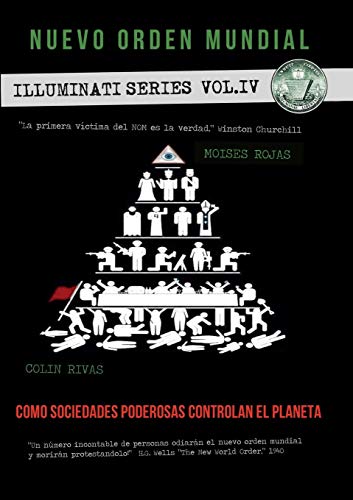 NUEVO ORDEN MUNDIAL
ILLUMINATI SERIES VOL.IV
"La primera victima del NOM es la verdad," Winston Churchill
MOISES ROJAS
COLIN RIVAS
COMO SOCIEDADES PODEROSAS CONTROLAN EL PLANETA
"Un número incontable de personas odiarán el nuevo orden mundial
y morirán protestandolo" H.G. Wells "The New World Order," 1940